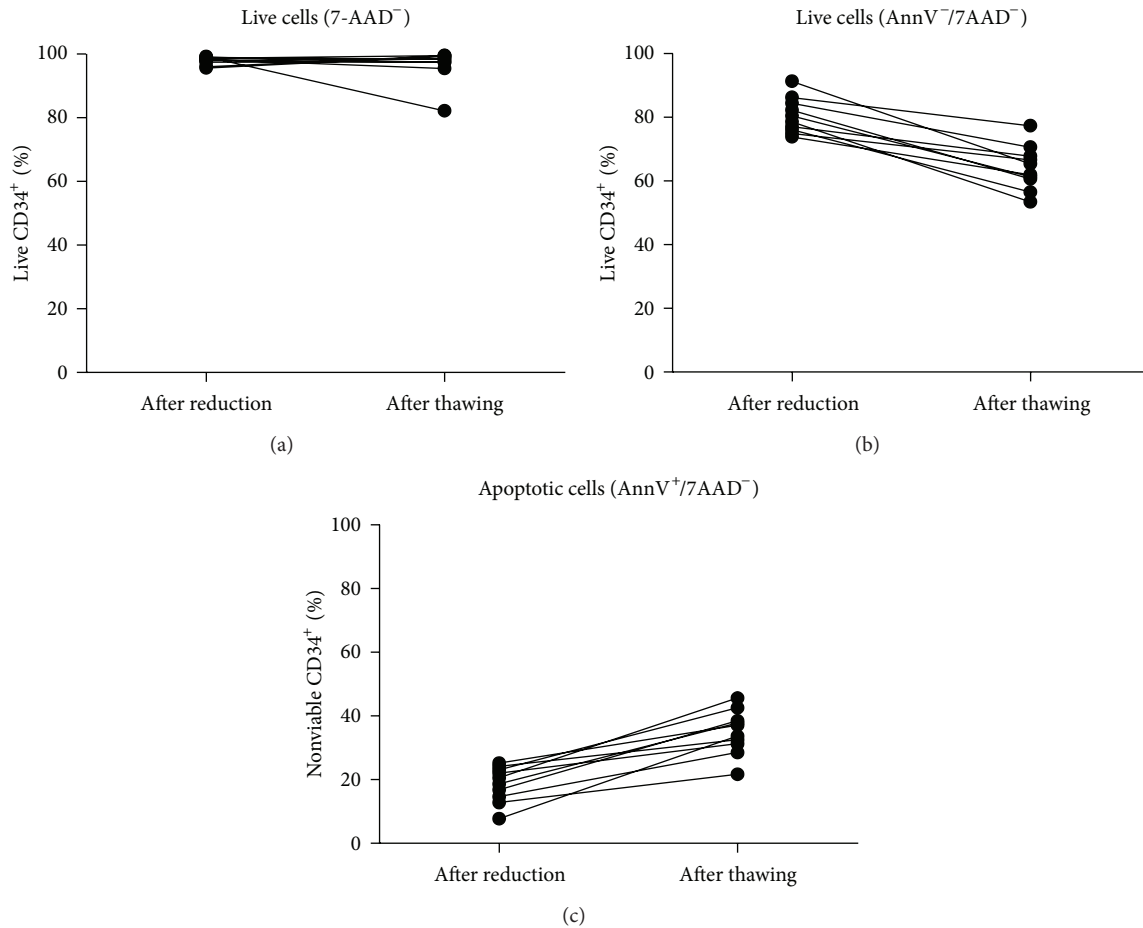 Live cells (7-AAD⁻)
Live CD34⁺ (%)
100
80
60
40
20
0
After reduction After thawing
(a)
Live cells (AnnV⁻/7AAD⁻)
Live CD34⁺ (%)
100
80
60
40
20
0
After reduction After thawing
(b)
Apoptotic cells (AnnV⁺/7AAD⁻)
Nonviable CD34⁺ (%)
100
80
60
40
20
0
After reduction After thawing
(c)